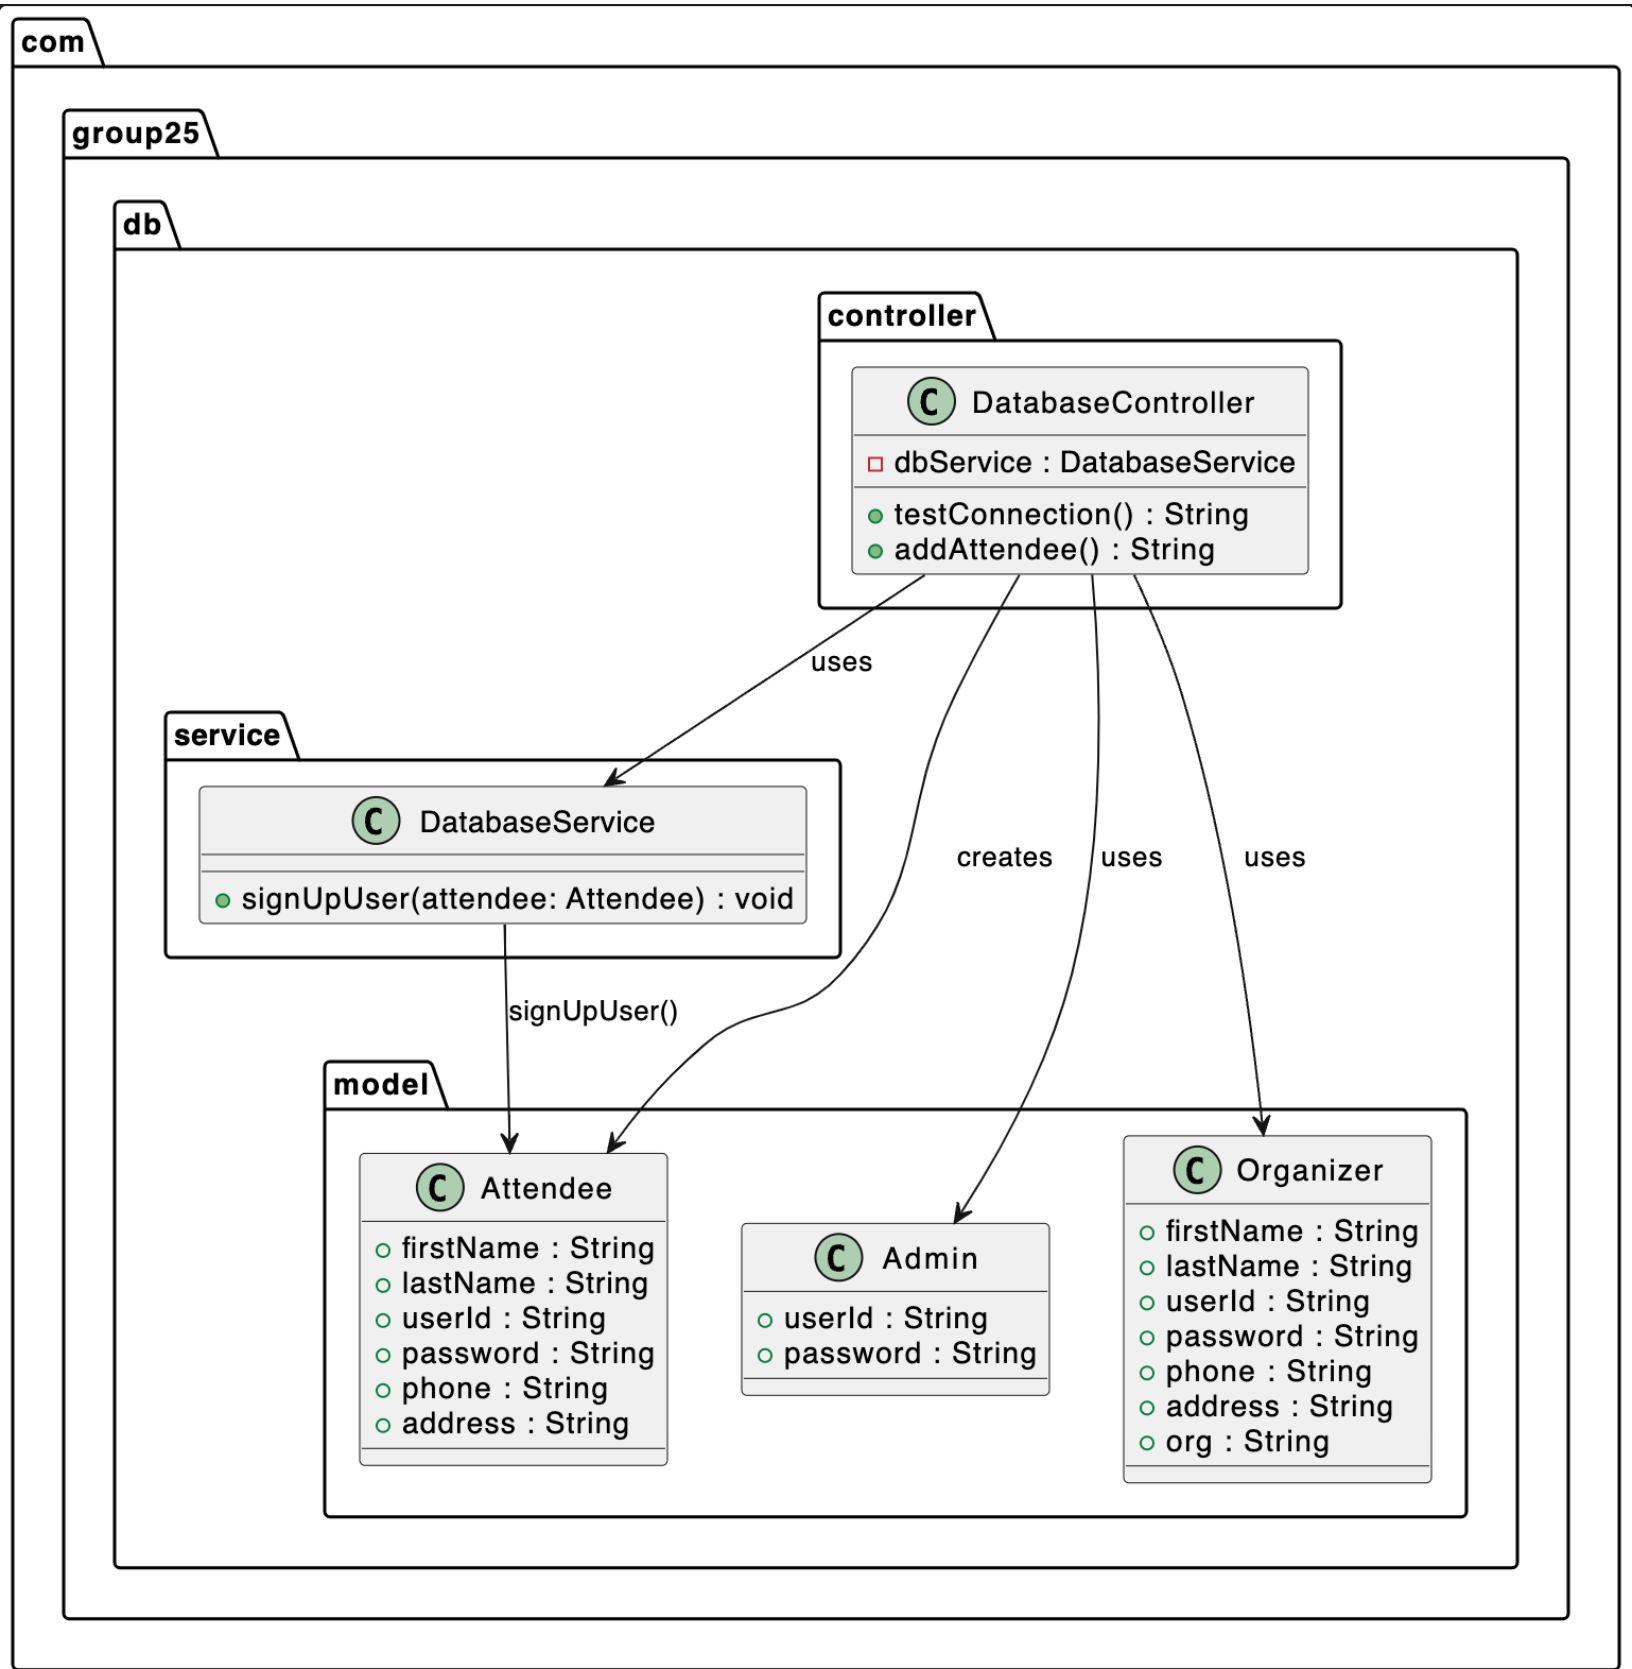 com
group25
db
controller
C DatabaseController
dbService : DatabaseService
testConnection() : String
addAttendee() : String
uses
service
C DatabaseService
signUpUser(attendee: Attendee) : void
creates
uses
uses
signUpUser()
model
C Attendee
firstName : String
lastName : String
userId : String
password : String
phone : String
address : String
C Admin
userId : String
password : String
C Organizer
firstName : String
lastName : String
userId : String
password : String
phone : String
address : String
org : String